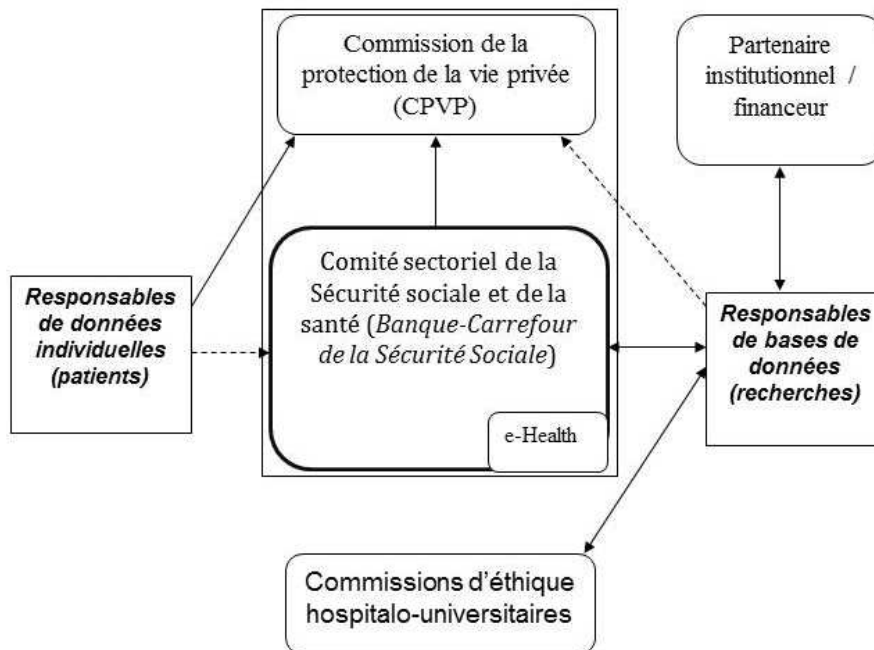 Commission de la
protection de la vie privée
(CPVP)
Partenaire
institutionnel /
financeur
Comité sectoriel de la
Sécurité sociale et de la
santé (Banque-Carrefour
de la Sécurité Sociale)
e-Health
Responsables
de données
individuelles
(patients)
Responsables
de bases de
données
(recherches)
Commissions d'éthique
hospitalo-universitaires